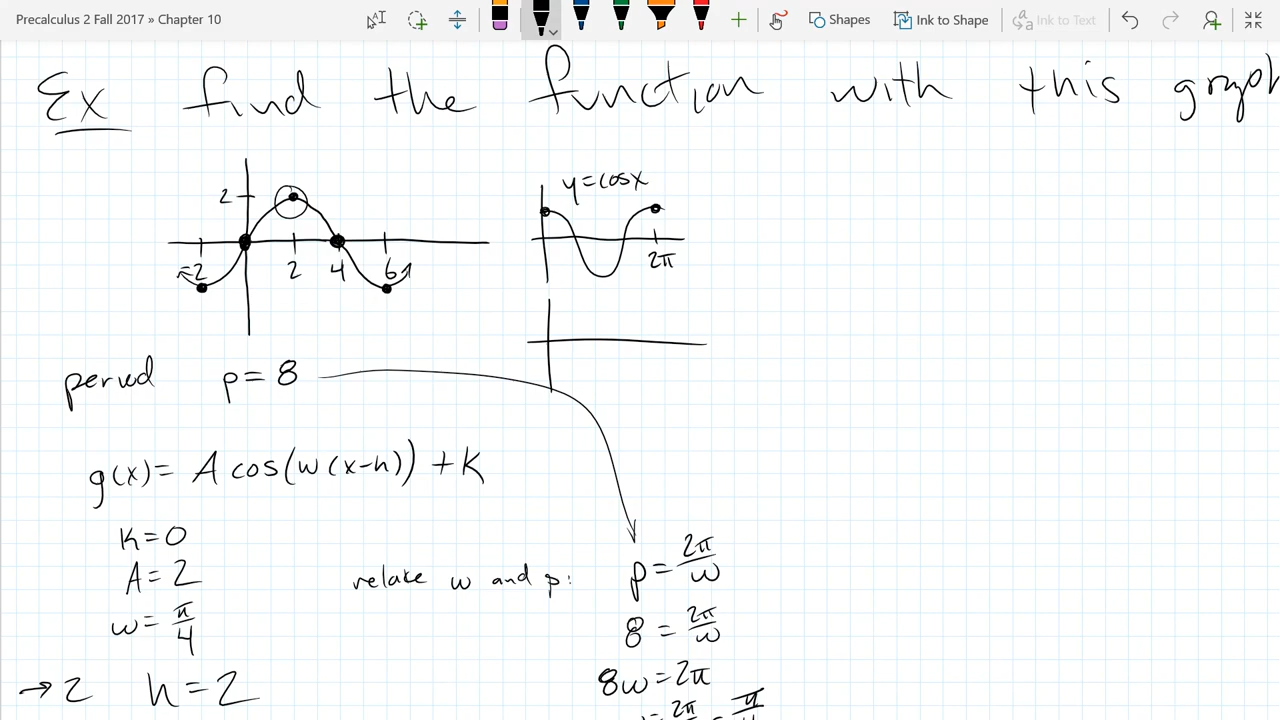 Precalculus 2 Fall 2017 » Chapter 10
Shapes
Ink to Shape
Ink to Text
Ex find the function with this graph
2
-2 2 4 6
y=cosx
2π
period p=8
g(x)= A cos(w(x-h)) +K
K=0
A=2
w=π/4
→2 h=2
relate w and p:
p=2π/w
8=2π/w
8w=2π